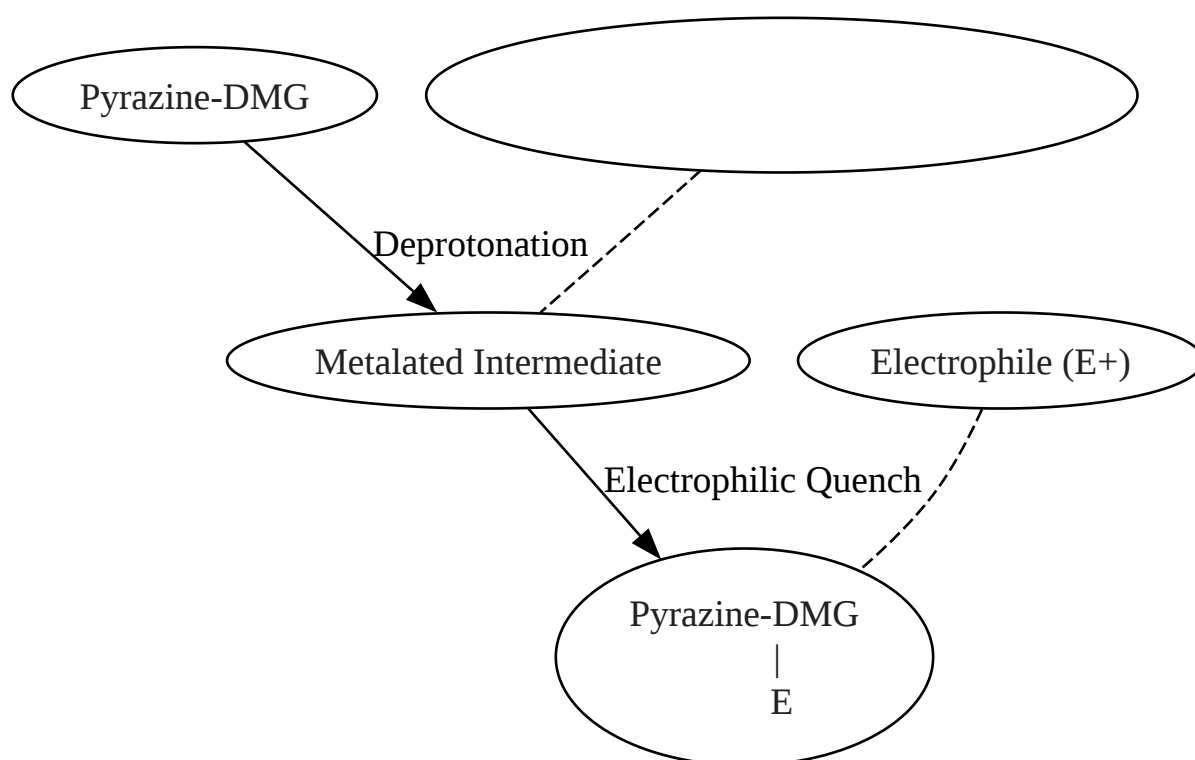 Pyrazine-DMG
Deprotonation
Metalated Intermediate
Electrophile (E+)
Electrophilic Quench
Pyrazine-DMG
|
E